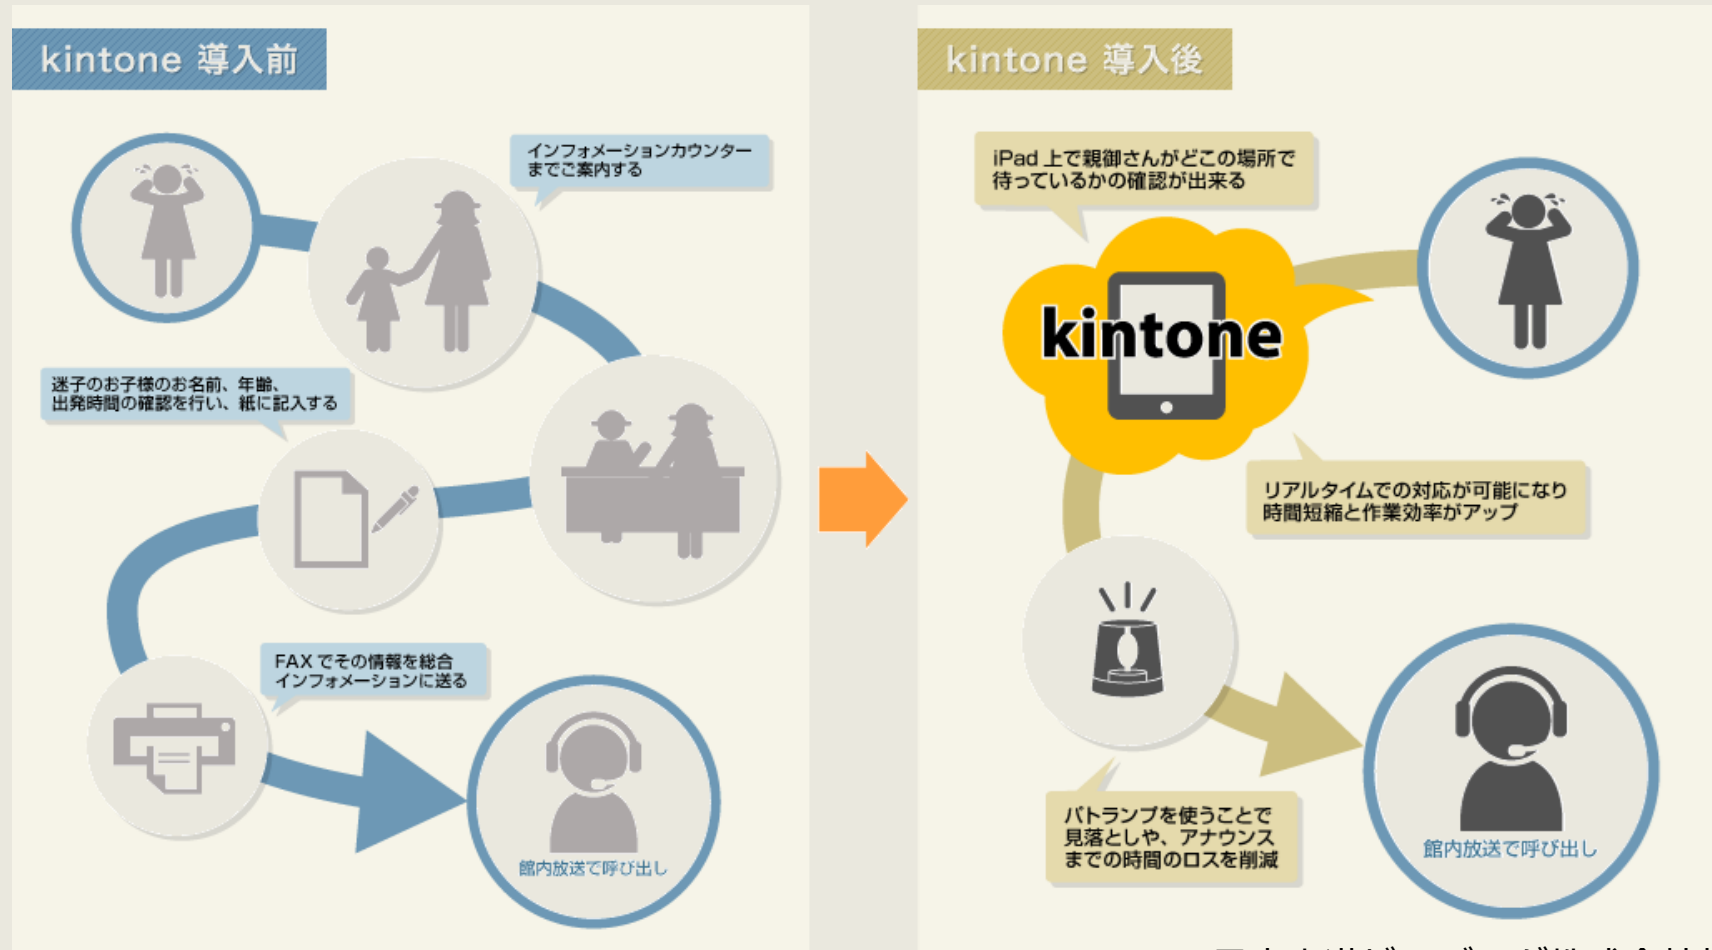 kintone 導入前
インフォメーションカウンター
までご案内する
迷子のお子様のお名前、年齢、
出発時間の確認を行い、紙に記入する
FAX でその情報を総合
インフォメーションに送る
館内放送で呼び出し
kintone 導入後
iPad 上で親御さんがどこの場所で
待っているかの確認が出来る
kintone
リアルタイムでの対応が可能になり
時間短縮と作業効率がアップ
パトランプを使うことで
見落としや、アナウンス
までの時間のロスを削減
館内放送で呼び出し